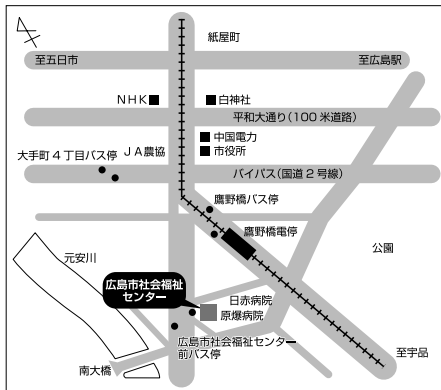 紙屋町
至五日市
至広島駅
NHK
白神社
平和大通り(100米道路)
中国電力
大手町4丁目バス停
JA農協
市役所
バイパス(国道2号線)
鷹野橋バス停
鷹野橋電停
元安川
公園
広島市社会福祉
センター
日赤病院
原爆病院
広島市社会福祉センター
前バス停
南大橋
至宇品